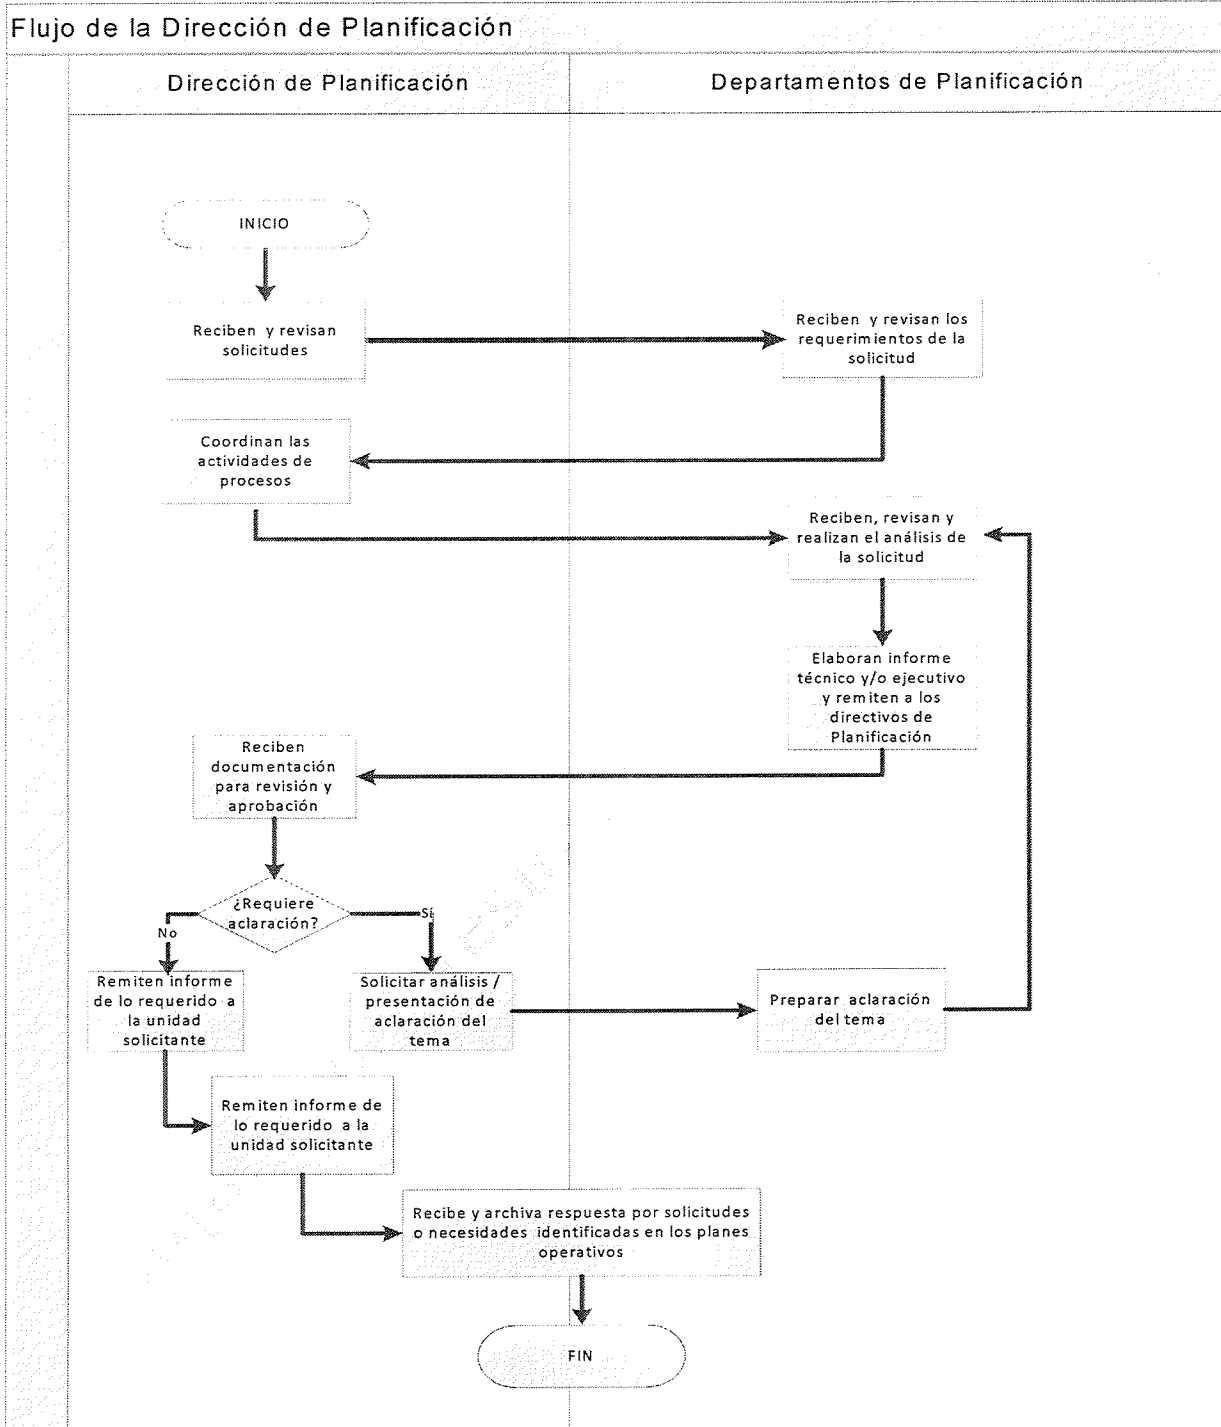 Flujo de la Dirección de Planificación
Dirección de Planificación
Departamentos de Planificación
INICIO
Reciben y revisan
solicitudes
Reciben y revisan los
requerimientos de la
solicitud
Coordinan las
actividades de
procesos
Reciben, revisan y
realizan el análisis de
la solicitud
Elaboran informe
técnico y/o ejecutivo
y remiten a los
directivos de
Planificación
Reciben
documentación
para revisión y
aprobación
¿Requiere
aclaración?
No
Sí
Remiten informe
de lo requerido a
la unidad
solicitante
Solicitar análisis /
presentación de
aclaración del
tema
Preparar aclaración
del tema
Remiten informe de
lo requerido a la
unidad solicitante
Recibe y archiva respuesta por solicitudes
o necesidades identificadas en los planes
operativos
FIN